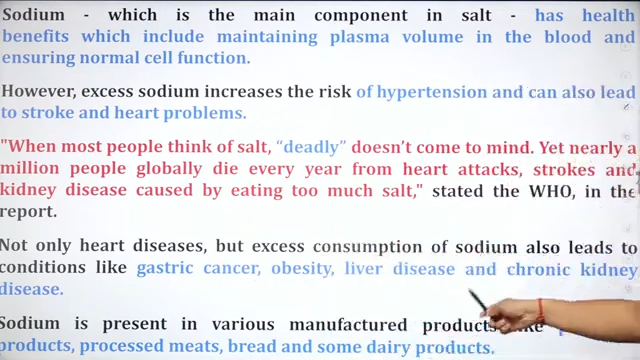 Sodium - which is the main component in salt - has health
benefits which include maintaining plasma volume in the blood and
ensuring normal cell function.
However, excess sodium increases the risk of hypertension and can also lead
to stroke and heart problems.
"When most people think of salt, “deadly” doesn’t come to mind. Yet nearly a
million people globally die every year from heart attacks, strokes and
kidney disease caused by eating too much salt," stated the WHO, in the
report.
Not only heart diseases, but excess consumption of sodium also leads to
conditions like gastric cancer, obesity, liver disease and chronic kidney
disease.
Sodium is present in various manufactured products,
products, processed meats, bread and some dairy products.